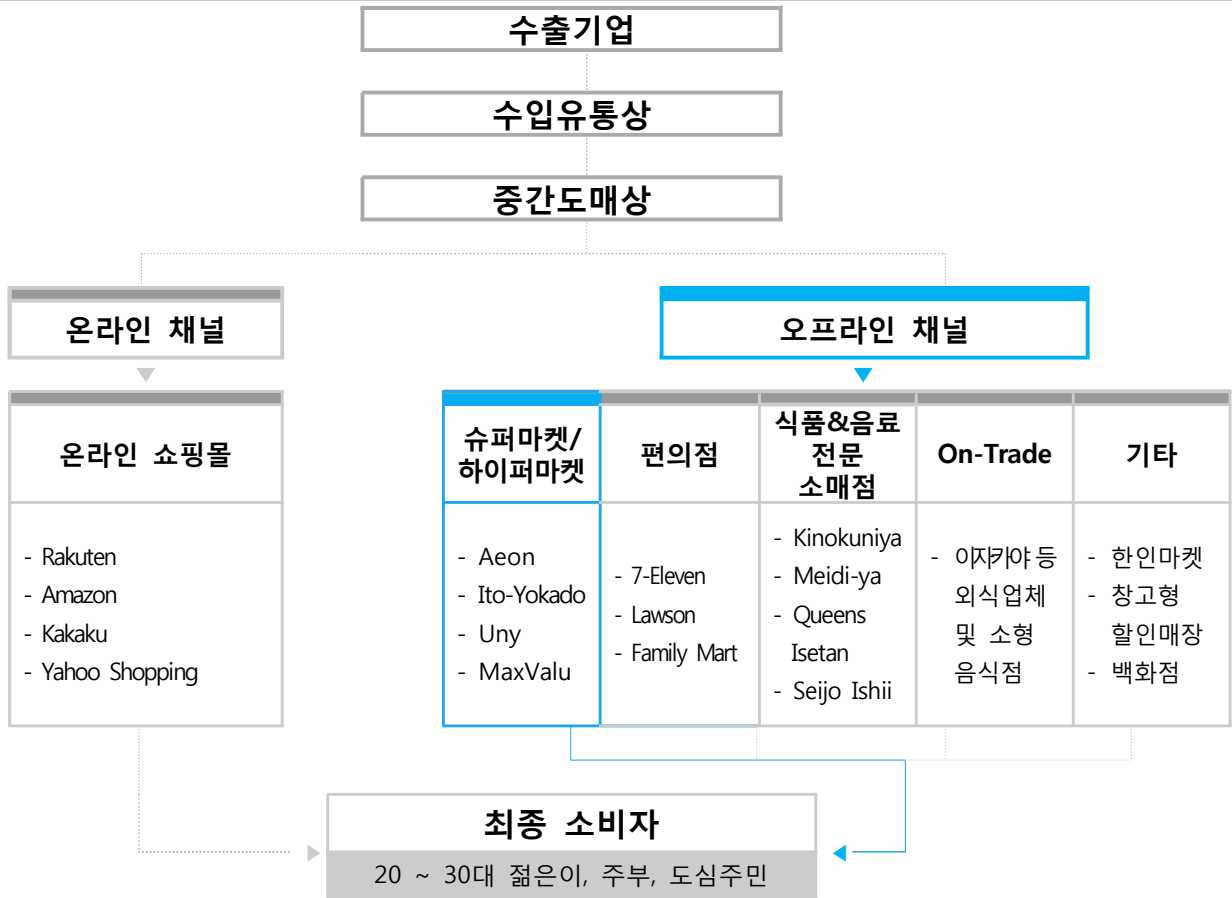 수출기업
수입유통상
중간도매상
온라인 채널
오프라인 채널
온라인 쇼핑몰
슈퍼마켓/
하이퍼마켓
편의점
식품&음료
전문
소매점
On-Trade
기타
- Rakuten
- Amazon
- Kakaku
- Yahoo Shopping
- Aeon
- Ito-Yokado
- Uny
- MaxValu
- 7-Eleven
- Lawson
- Family Mart
- Kinokuniya
- Meidi-ya
- Queens
Isetan
- Seijo Ishii
- 이자카야 등
외식업체
및 소형
음식점
- 한인마켓
- 창고형
할인매장
- 백화점
최종 소비자
20 ~ 30대 젊은이, 주부, 도심주민